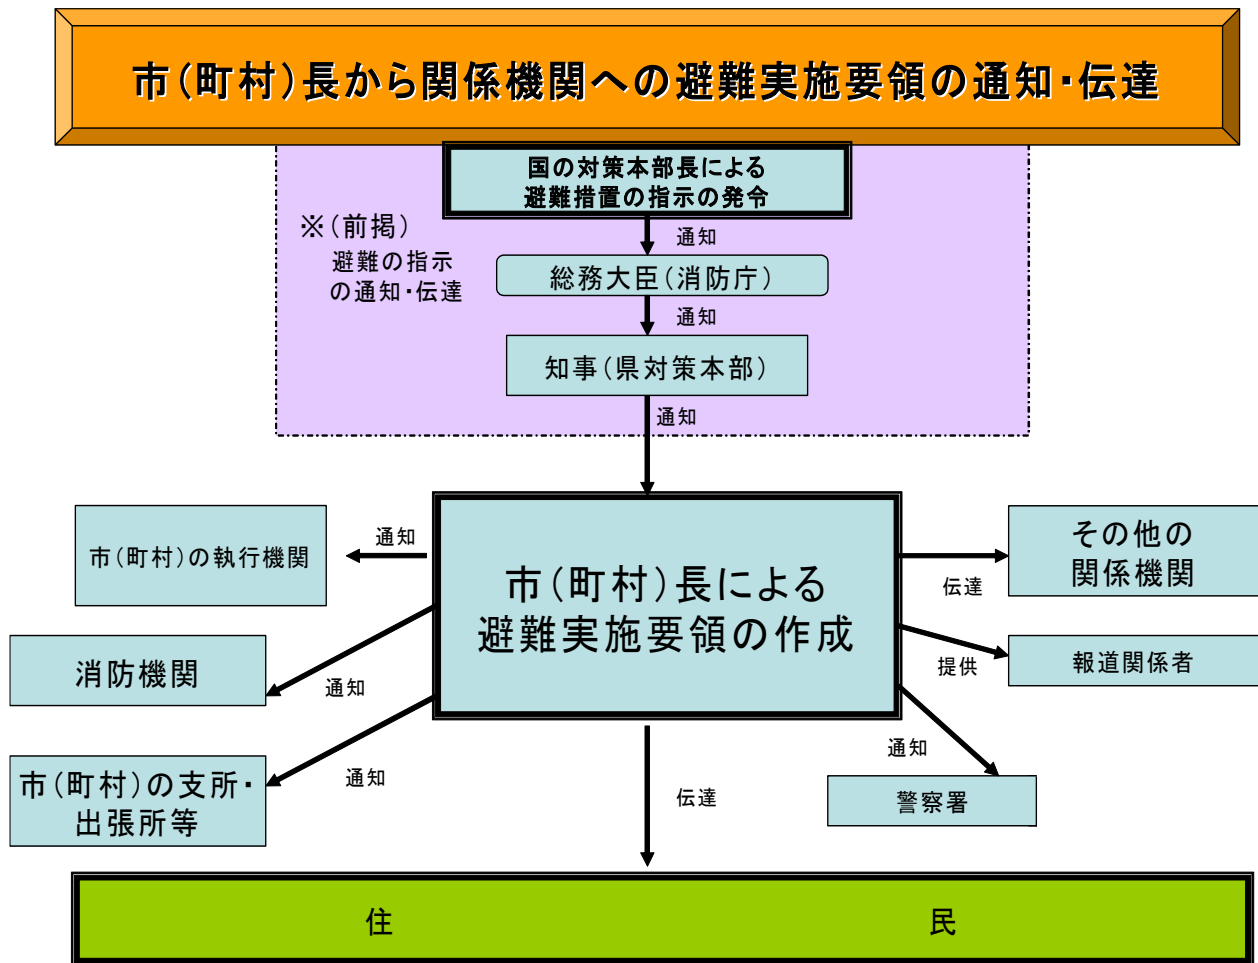 市(町村)長から関係機関への避難実施要領の通知・伝達
国の対策本部長による
避難措置の指示の発令
※(前掲)
避難の指示
の通知・伝達
通知
総務大臣(消防庁)
通知
知事(県対策本部)
通知
市(町村)長による
避難実施要領の作成
通知
市(町村)の執行機関
通知
消防機関
通知
市(町村)の支所・
出張所等
伝達
その他の
関係機関
提供
報道関係者
通知
警察署
伝達
住 民